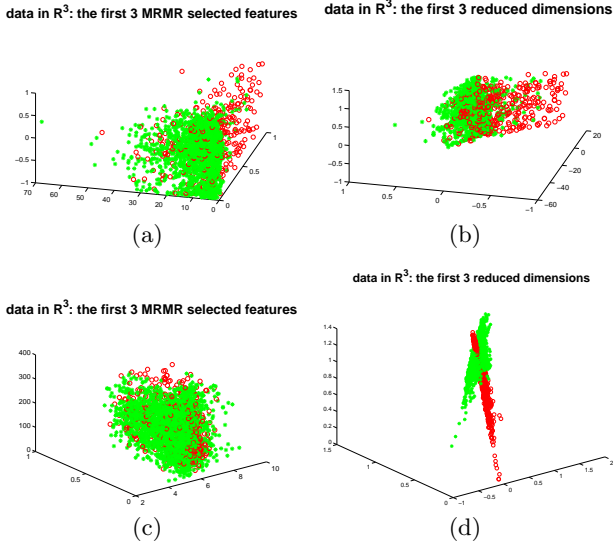 data in R³: the first 3 MRMR selected features
1
0.5
0
−0.5
−1
70 60 50 40 30 20 10 0
0 0.5 1
(a)
data in R³: the first 3 reduced dimensions
1.5
1
0.5
0
−0.5
−1
1 0.5 0 −0.5 −1
−60 −40 −20 0 20
(b)
data in R³: the first 3 MRMR selected features
400
300
200
100
0
1 0.5 0
2 4 6 8 10
(c)
data in R³: the first 3 reduced dimensions
1.4
1.2
1
0.8
0.6
0.4
0.2
0
1.5 1 0.5 0
−1 −0.5 0 0.5 1 1.5 2
(d)